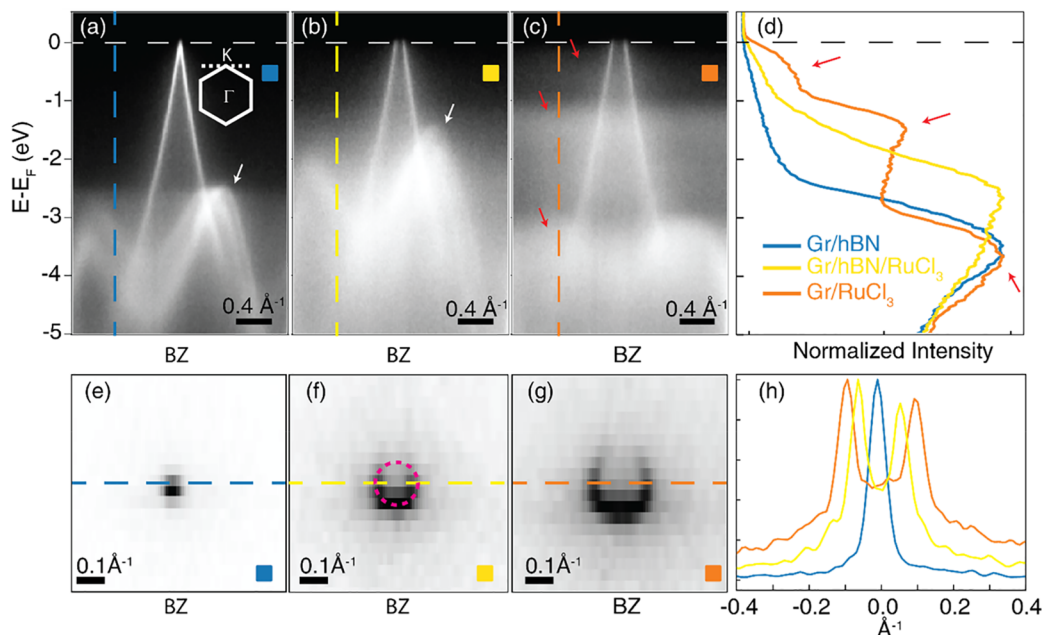 (a)
(b)
(c)
(d)
0
-1
-2
-3
-4
-5
E-E_F (eV)
K
Γ
0.4 Å⁻¹
0.4 Å⁻¹
0.4 Å⁻¹
BZ
BZ
BZ
Gr/hBN
Gr/hBN/RuCl₃
Gr/RuCl₃
Normalized Intensity
(e)
(f)
(g)
(h)
0.1Å⁻¹
0.1Å⁻¹
0.1Å⁻¹
BZ
BZ
BZ
-0.4 -0.2 0.0 0.2 0.4
Å⁻¹